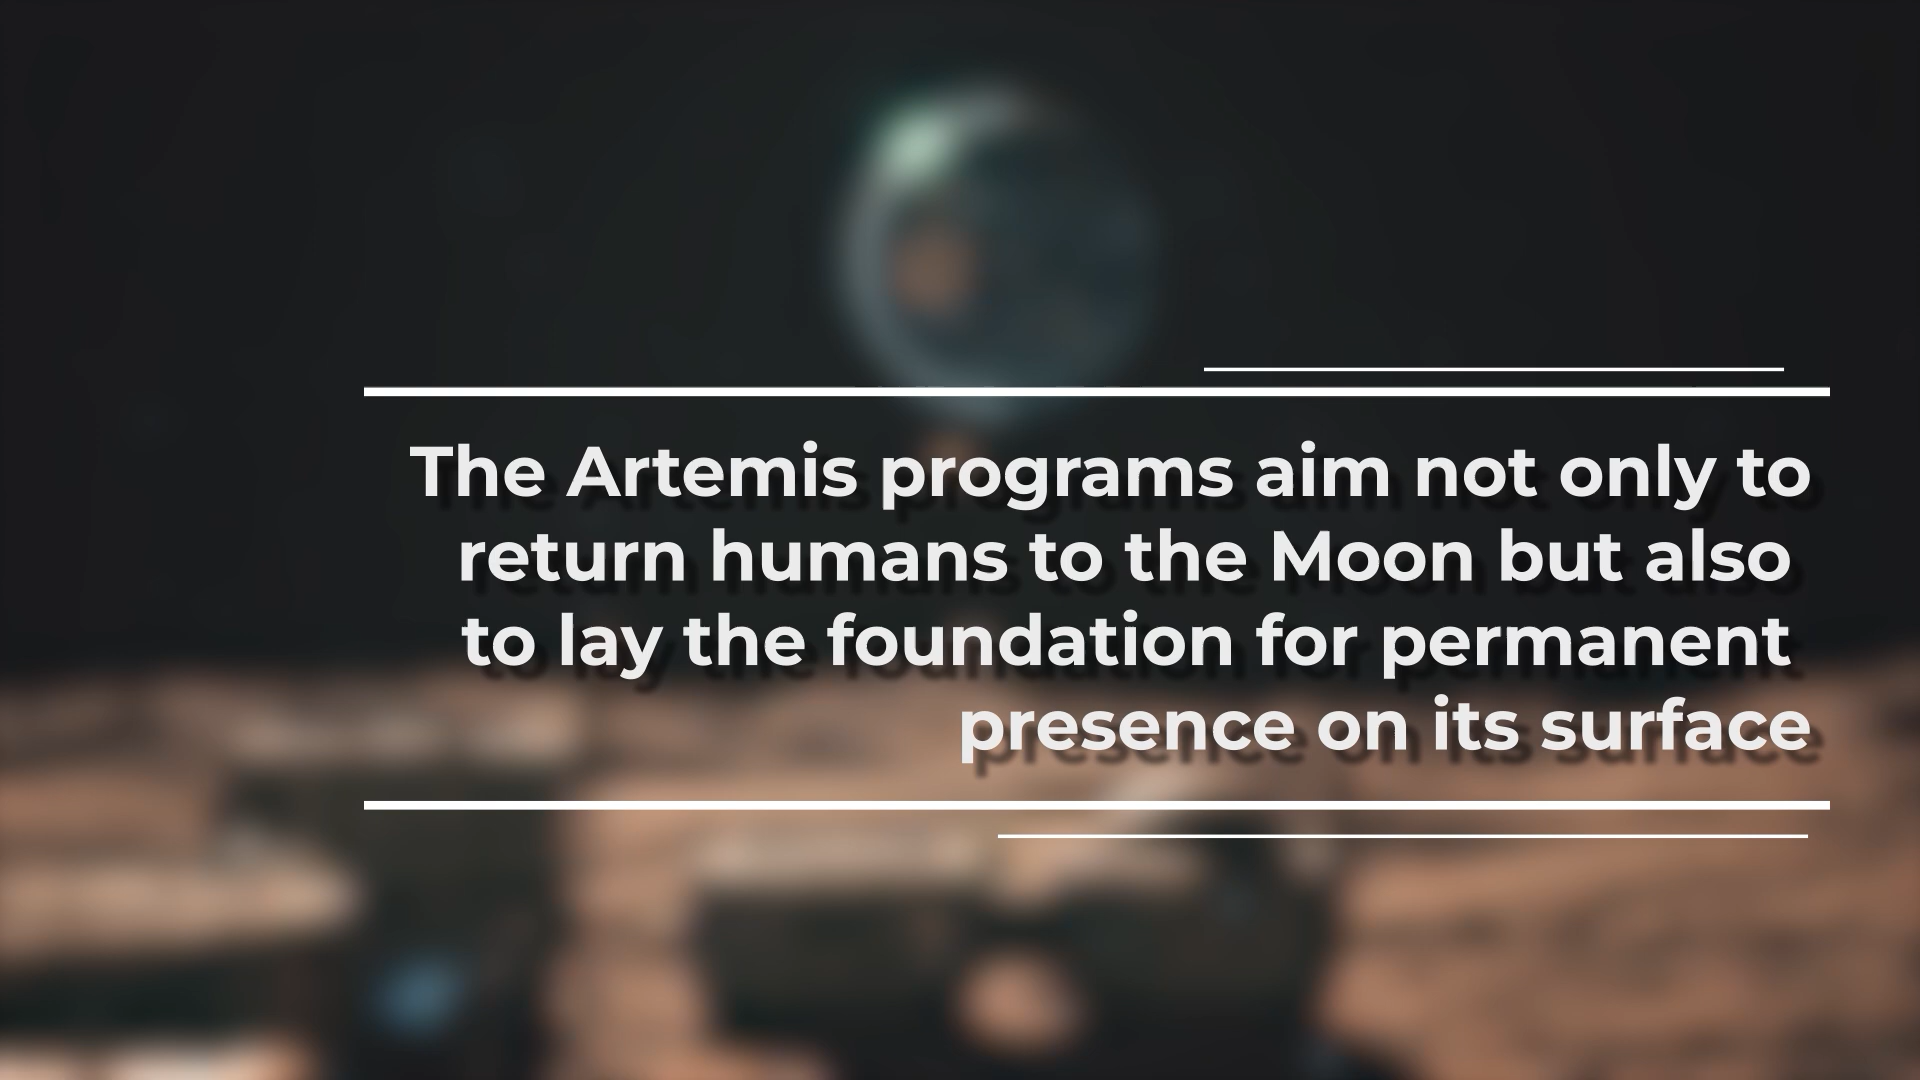 The Artemis programs aim not only to
return humans to the Moon but also
to lay the foundation for permanent
presence on its surface